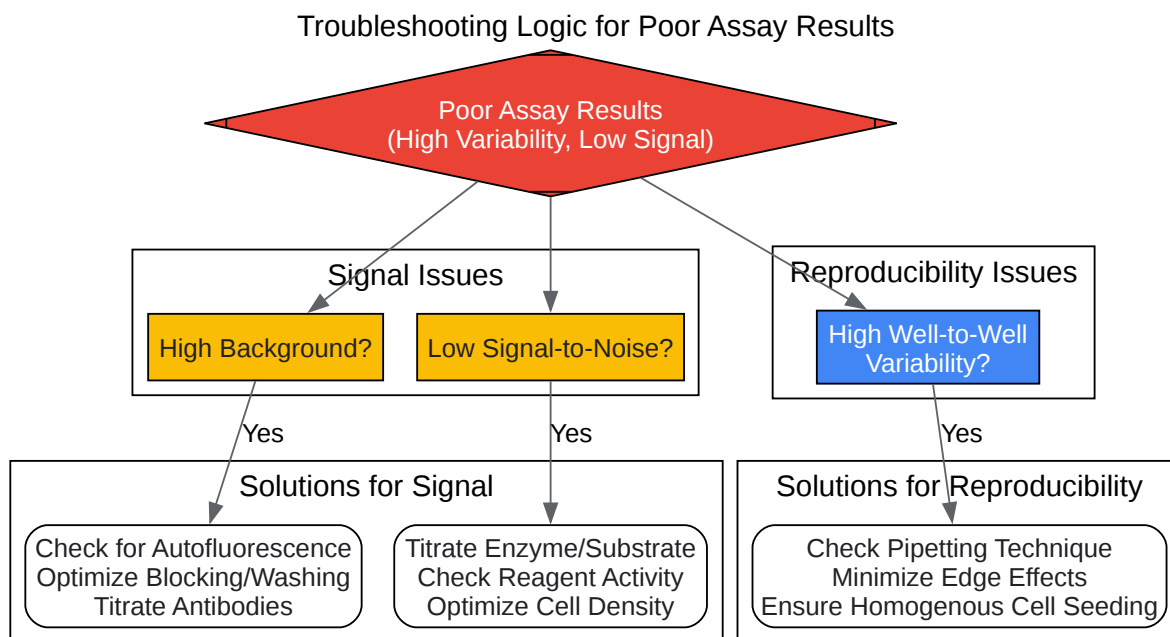 Troubleshooting Logic for Poor Assay Results
Poor Assay Results
(High Variability, Low Signal)
Signal Issues
Reproducibility Issues
High Background?
Low Signal-to-Noise?
High Well-to-Well
Variability?
Yes
Yes
Yes
Solutions for Signal
Solutions for Reproducibility
Check for Autofluorescence
Optimize Blocking/Washing
Titrate Antibodies
Titrate Enzyme/Substrate
Check Reagent Activity
Optimize Cell Density
Check Pipetting Technique
Minimize Edge Effects
Ensure Homogenous Cell Seeding